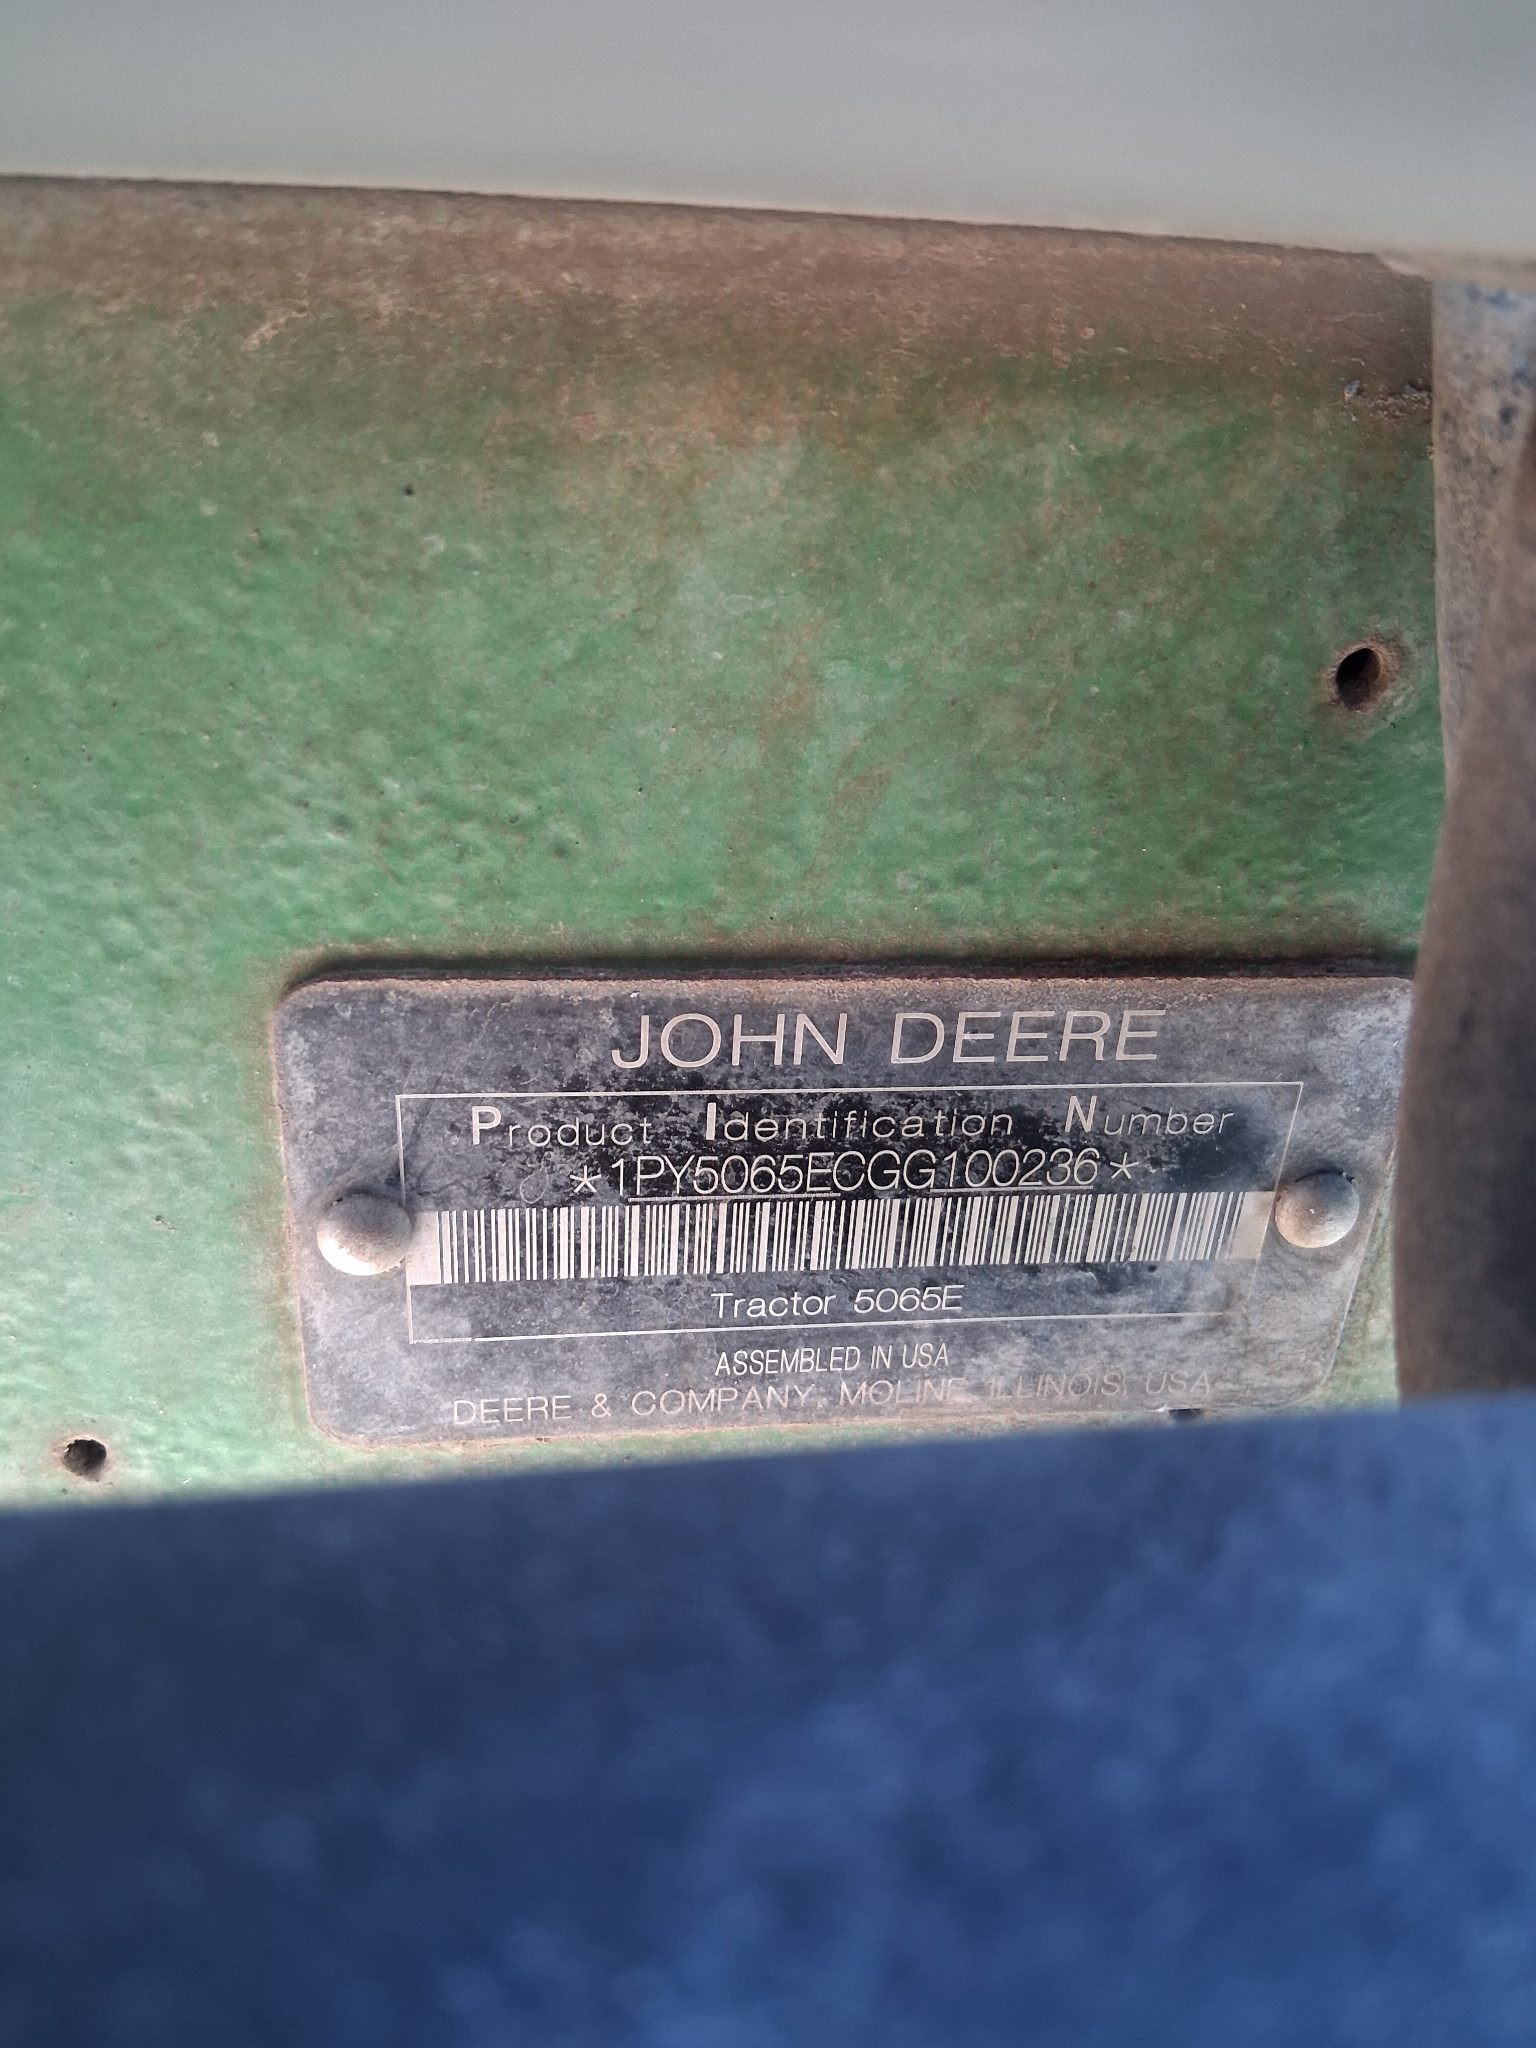 JOHN DEERE
Product Identification Number
*1PY5065ECGG100236*
Tractor 5065E
ASSEMBLED IN USA
DEERE & COMPANY, MOLINE ILLINOIS USA